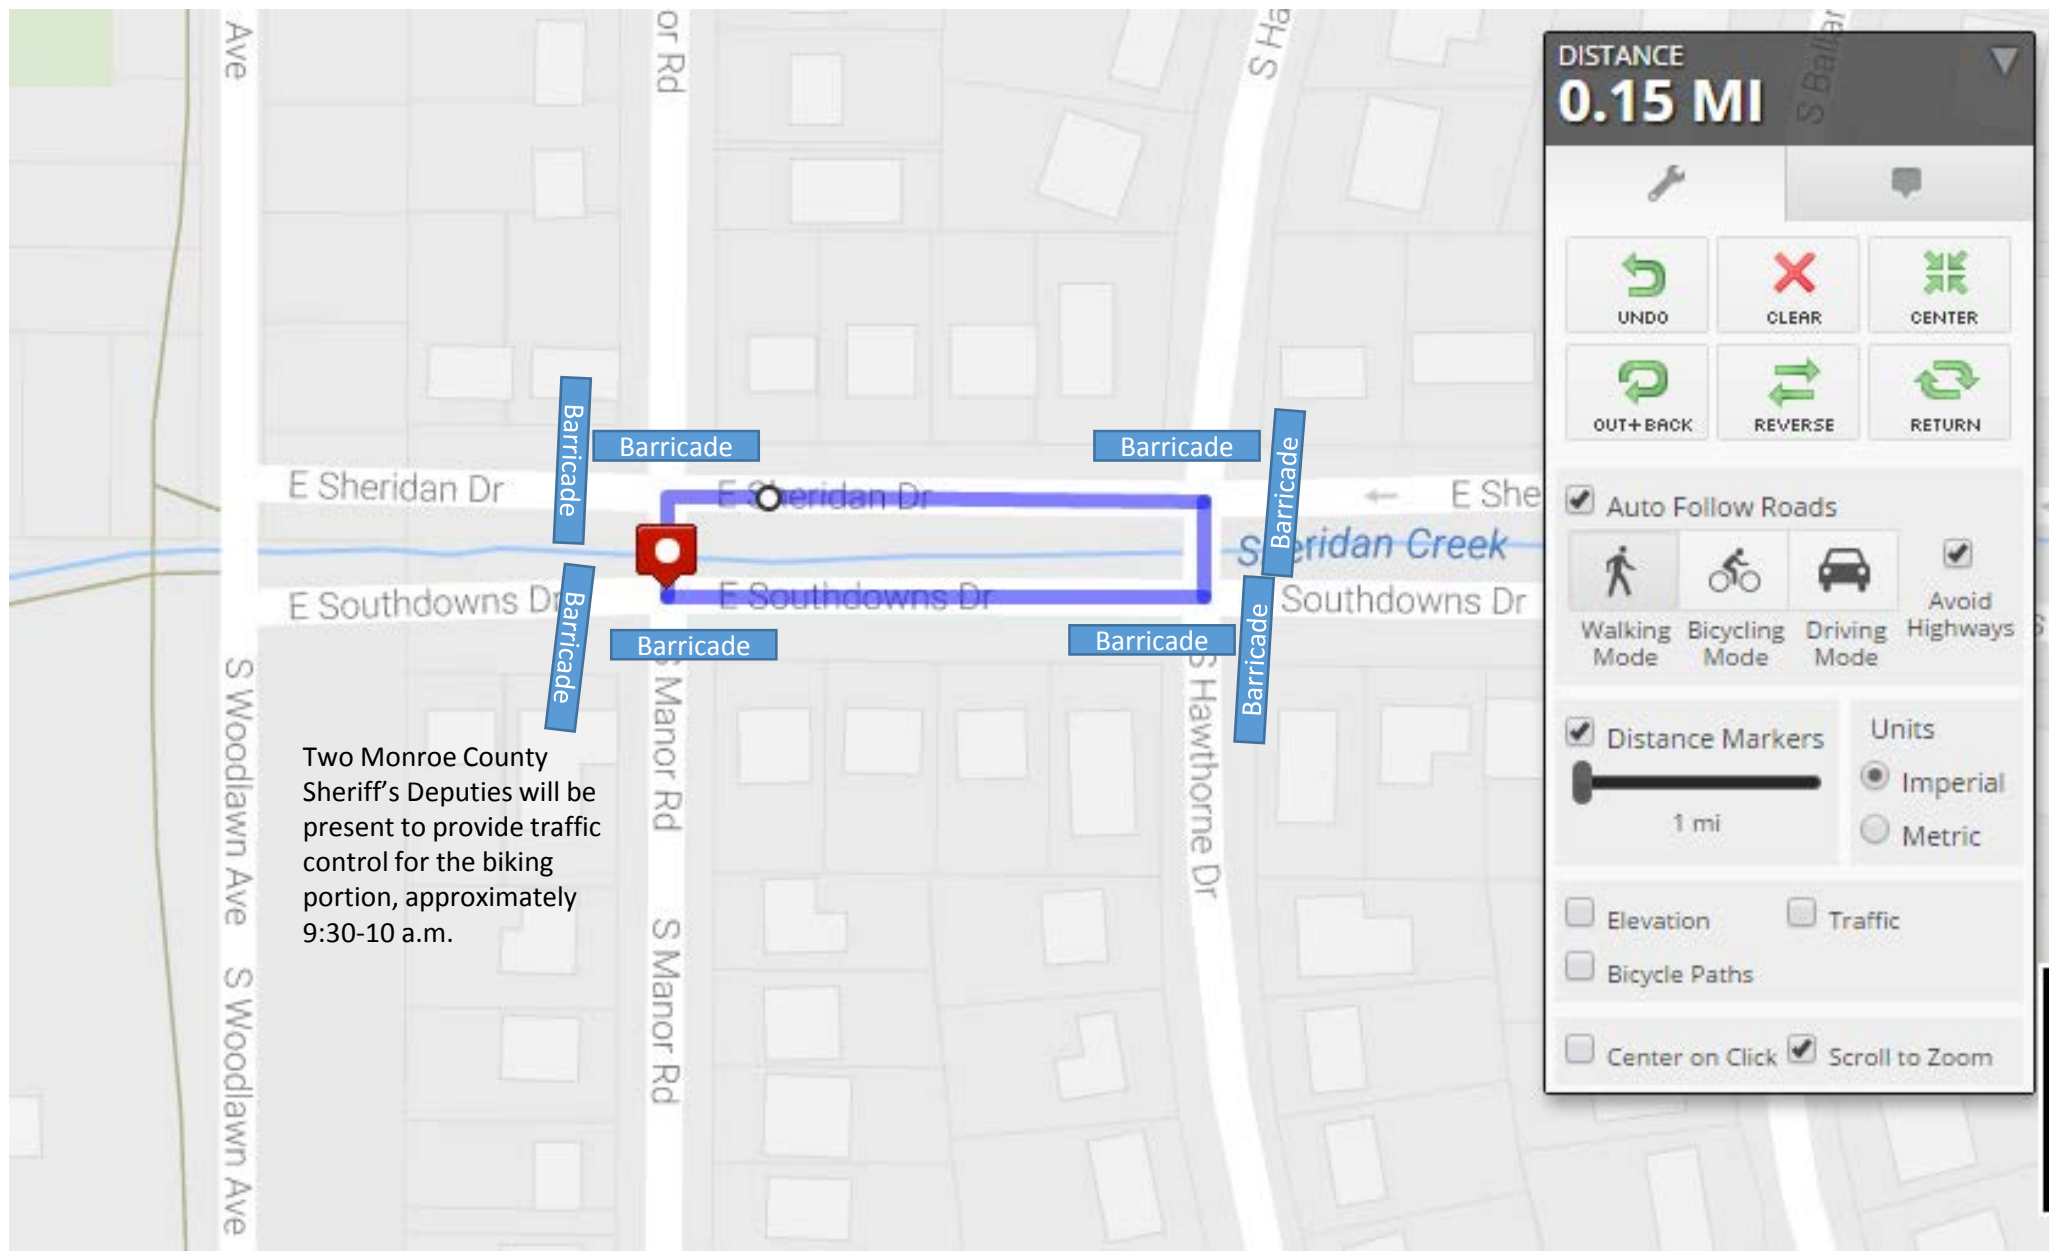 Ave
or Rd
S Ha
S Ballar
DISTANCE
0.15 MI
UNDO
CLEAR
CENTER
OUT+BACK
REVERSE
RETURN
Barricade
Barricade
Barricade
Barricade
E Sheridan Dr
E Sheridan Dr
E She
Sheridan Creek
E Southdowns Dr
E Southdowns Dr
Southdowns Dr
Barricade
Barricade
Barricade
Barricade
Auto Follow Roads
Walking
Mode
Bicycling
Mode
Driving
Mode
Avoid
Highways
S
Distance Markers
1 mi
Units
Imperial
Metric
Elevation
Traffic
Bicycle Paths
Center on Click
Scroll to Zoom
S Woodlawn Ave
S Woodlawn Ave
S Manor Rd
S Manor Rd
S Hawthorne Dr
Two Monroe County
Sheriff's Deputies will be
present to provide traffic
control for the biking
portion, approximately
9:30-10 a.m.